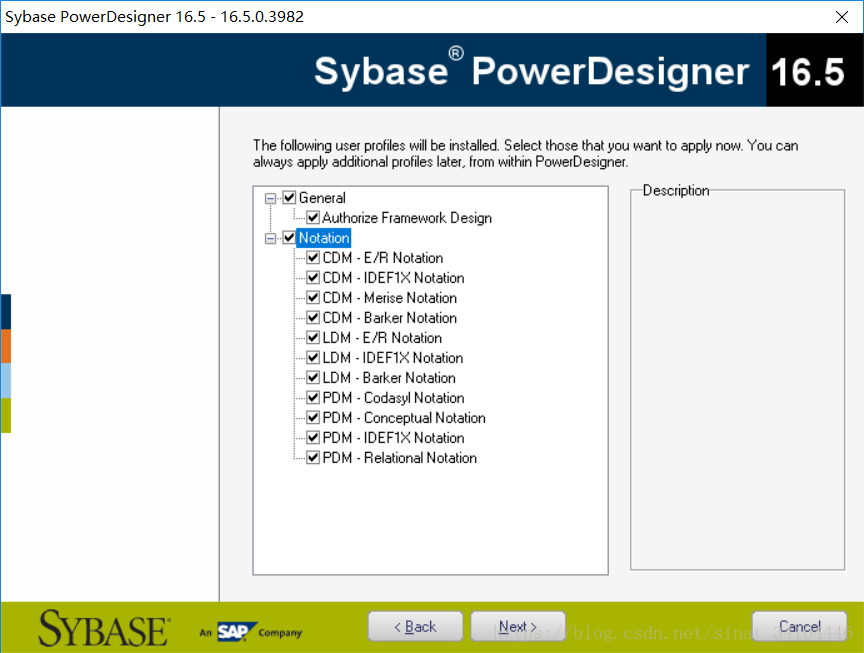 Sybase PowerDesigner 16.5 - 16.5.0.3982
Sybase® PowerDesigner 16.5
The following user profiles will be installed. Select those that you want to apply now. You can
always apply additional profiles later, from within PowerDesigner.
General
Authorize Framework Design
Notation
CDM - E/R Notation
CDM - IDEF1X Notation
CDM - Merise Notation
CDM - Barker Notation
LDM - E/R Notation
LDM - IDEF1X Notation
LDM - Barker Notation
PDM - Codasyl Notation
PDM - Conceptual Notation
PDM - IDEF1X Notation
PDM - Relational Notation
Description
SYBASE®
An SAP Company
< Back
Next >
Cancel
https://blog.csdn.net/